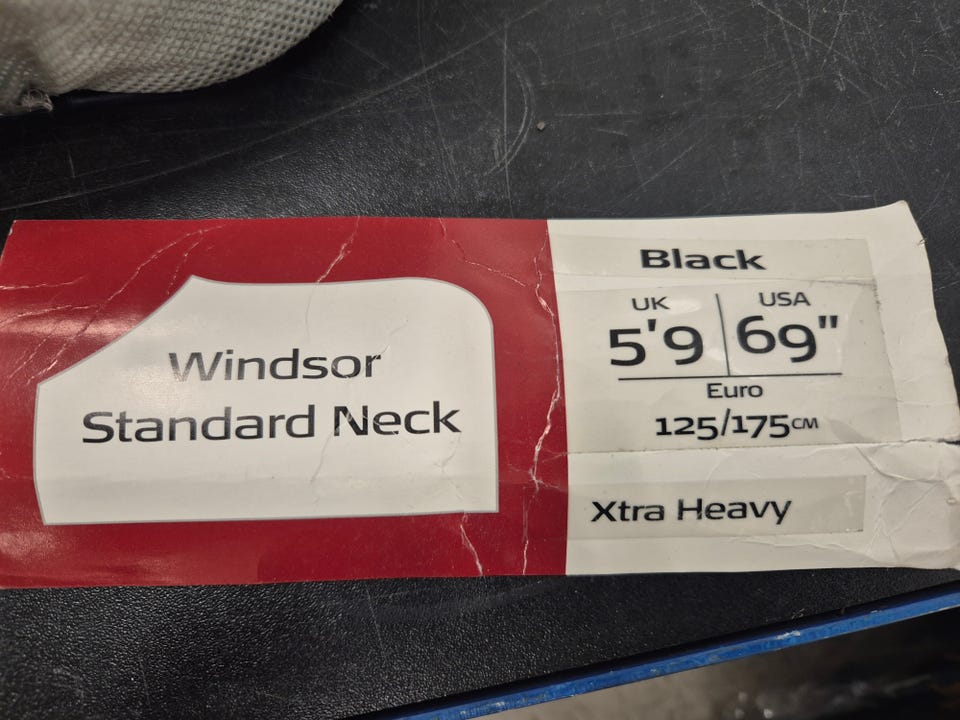 Windsor
Standard Neck
Black
UK
USA
5'9
69"
Euro
125/175CM
Xtra Heavy